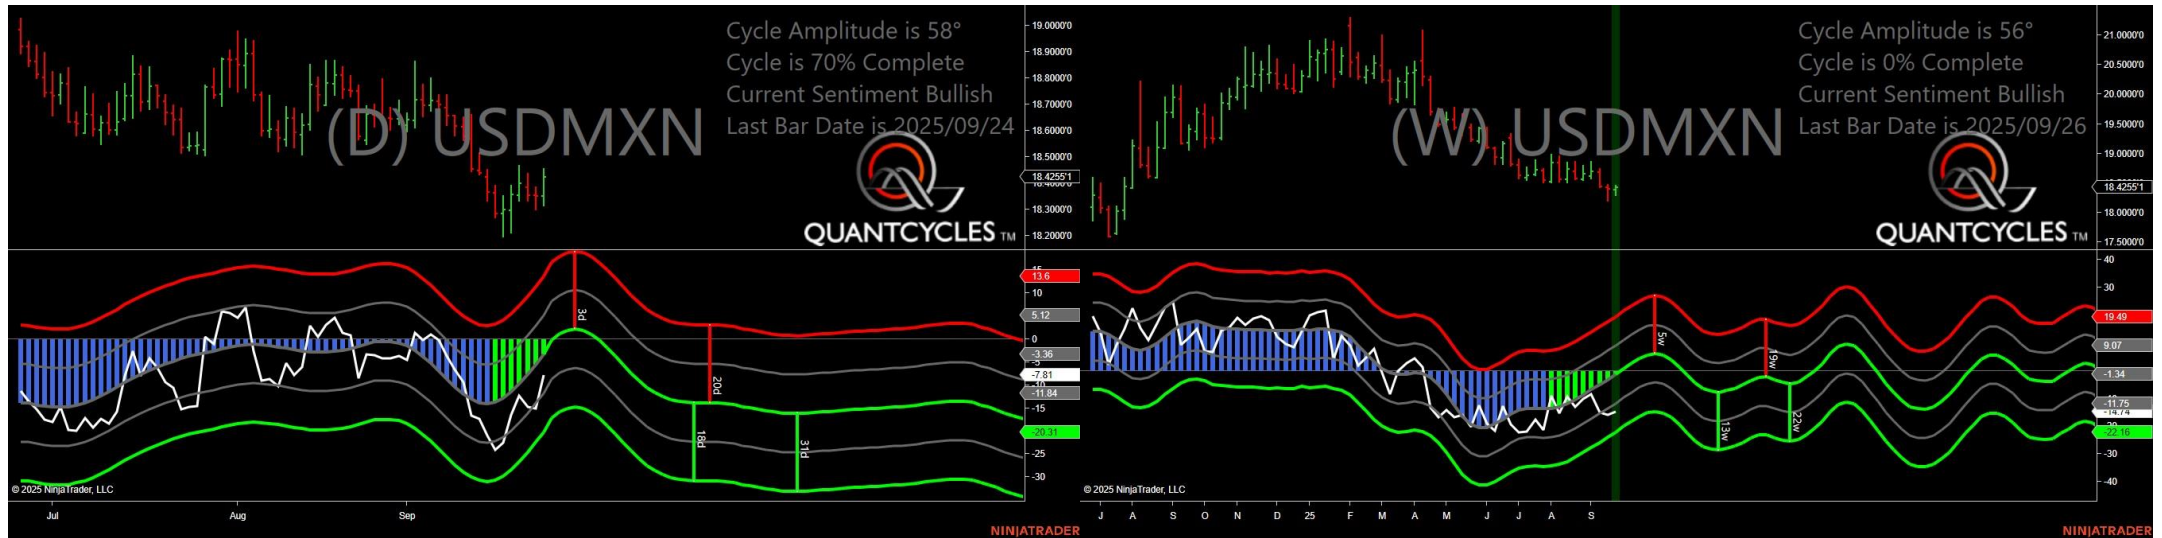 Cycle Amplitude is 58°
Cycle is 70% Complete
Current Sentiment Bullish
Last Bar Date is 2025/09/24
(D) USDMXN
QUANTCYCLES TM
19.0000'0
18.9000'0
18.8000'0
18.7000'0
18.6000'0
18.5000'0
18.4255'1
18.3000'0
18.2000'0
13.6
10
5.12
0
-3.36
-7.81
-11.84
-15
-20.31
-25
-30
3d
20d
18d
31d
© 2025 NinjaTrader, LLC
Jul
Aug
Sep
NINJATRADER
Cycle Amplitude is 56°
Cycle is 0% Complete
Current Sentiment Bullish
Last Bar Date is 2025/09/26
(W) USDMXN
QUANTCYCLES TM
21.0000'0
20.5000'0
20.0000'0
19.5000'0
19.0000'0
18.4255'1
18.0000'0
17.5000'0
40
30
19.49
9.07
-1.34
-11.75
-14.74
-22.16
-30
-40
5w
19w
13w
22w
© 2025 NinjaTrader, LLC
J A S O N D 25 F M A M J J A S
NINJATRADER